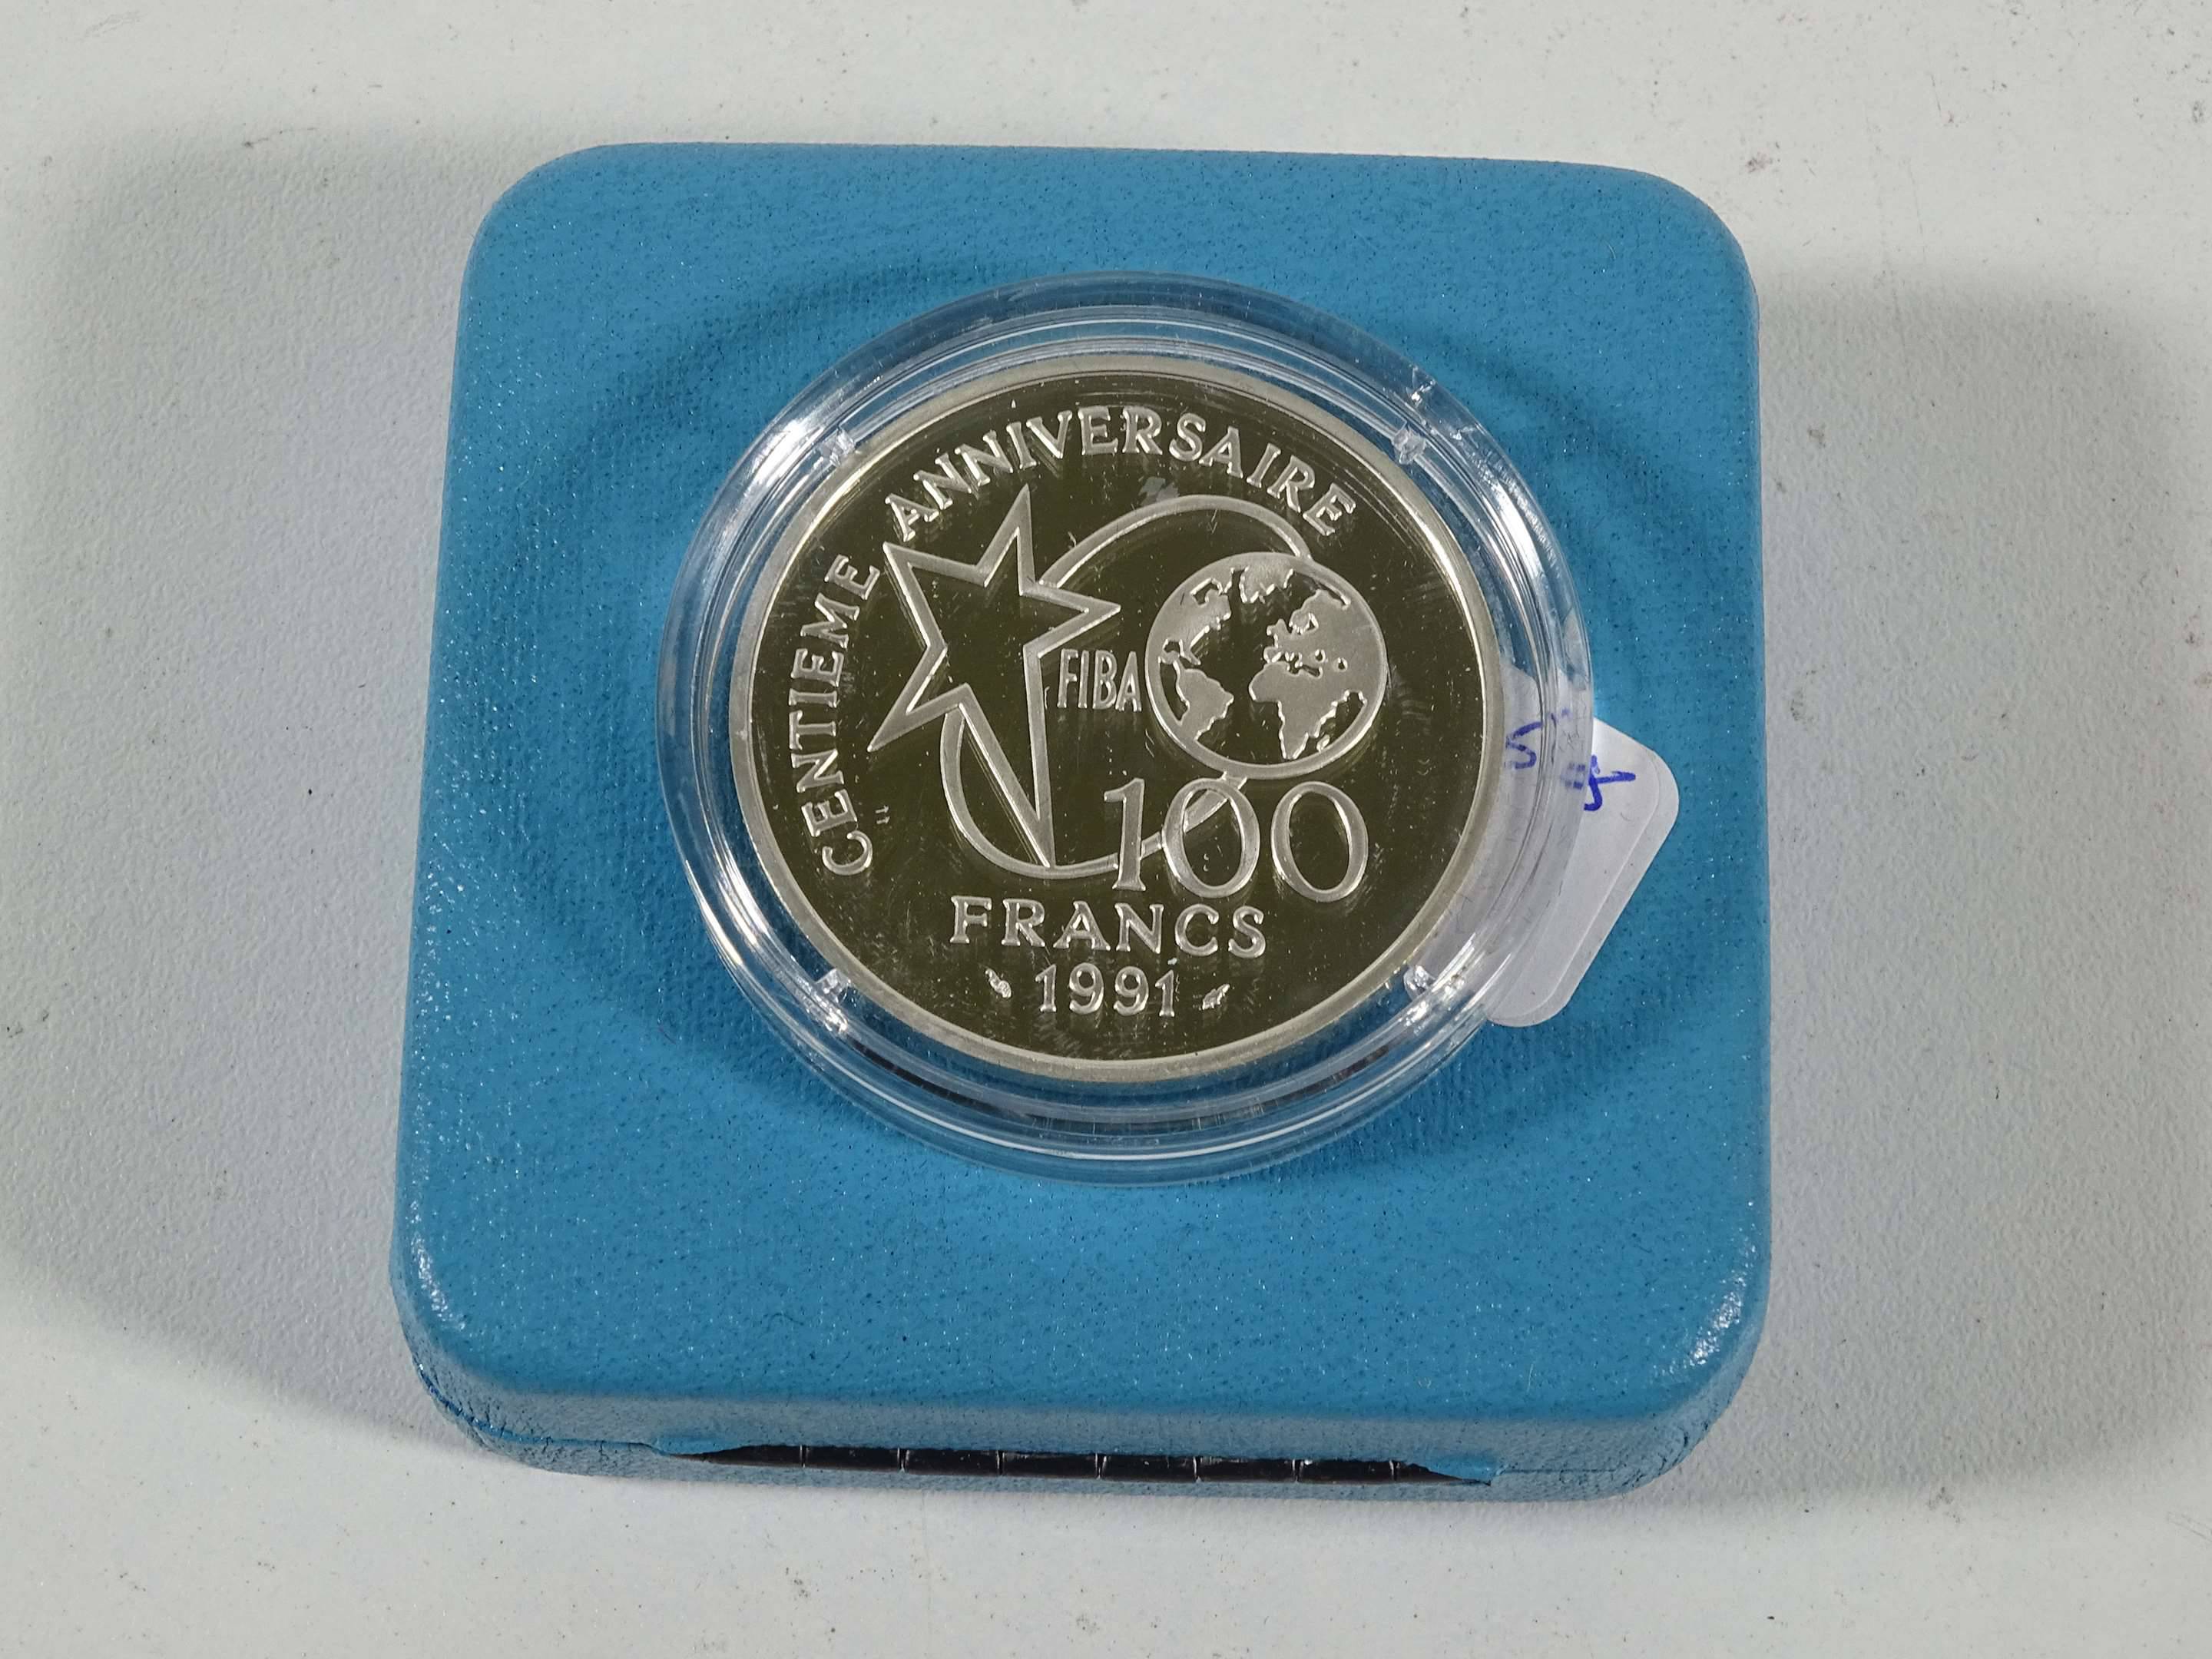 CENTIEME ANNIVERSAIRE
FIBA
100
FRANCS
1991